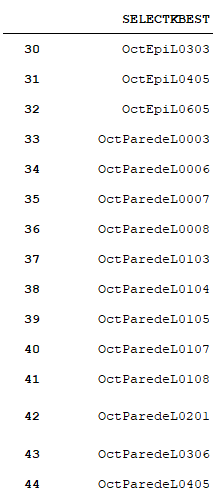 SELECTKBEST
30 OctEpiL0303
31 OctEpiL0405
32 OctEpiL0605
33 OctParedeL0003
34 OctParedeL0006
35 OctParedeL0007
36 OctParedeL0008
37 OctParedeL0103
38 OctParedeL0104
39 OctParedeL0105
40 OctParedeL0107
41 OctParedeL0108
42 OctParedeL0201
43 OctParedeL0306
44 OctParedeL0405